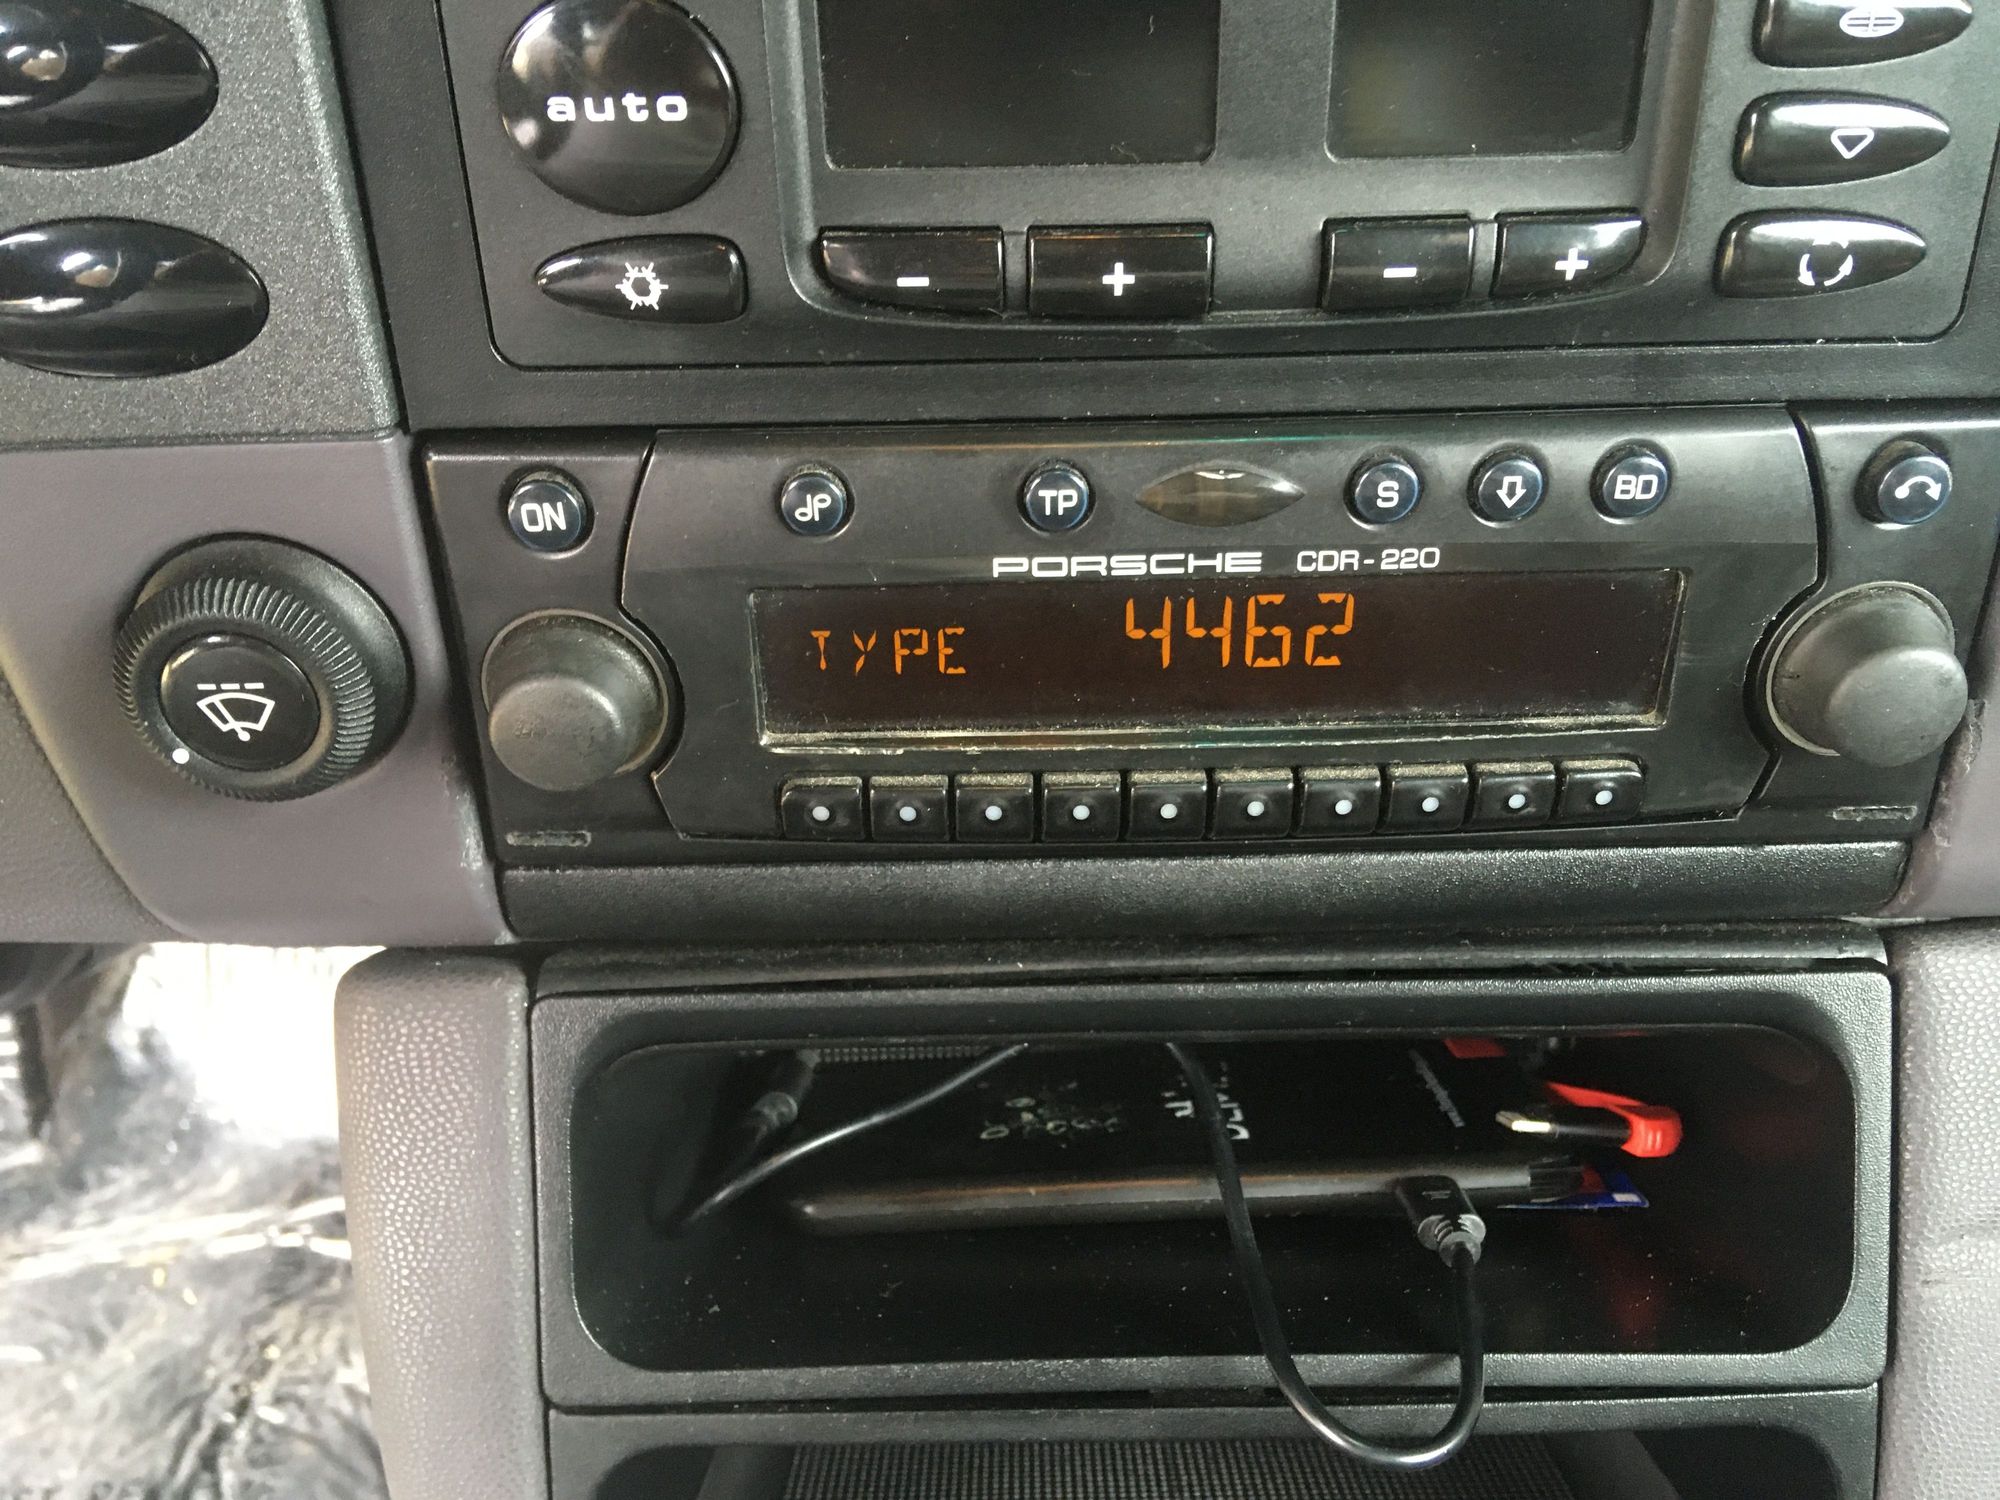 auto
- + - +
ON TP S BD
PORSCHE CDR-220
TYPE 4462